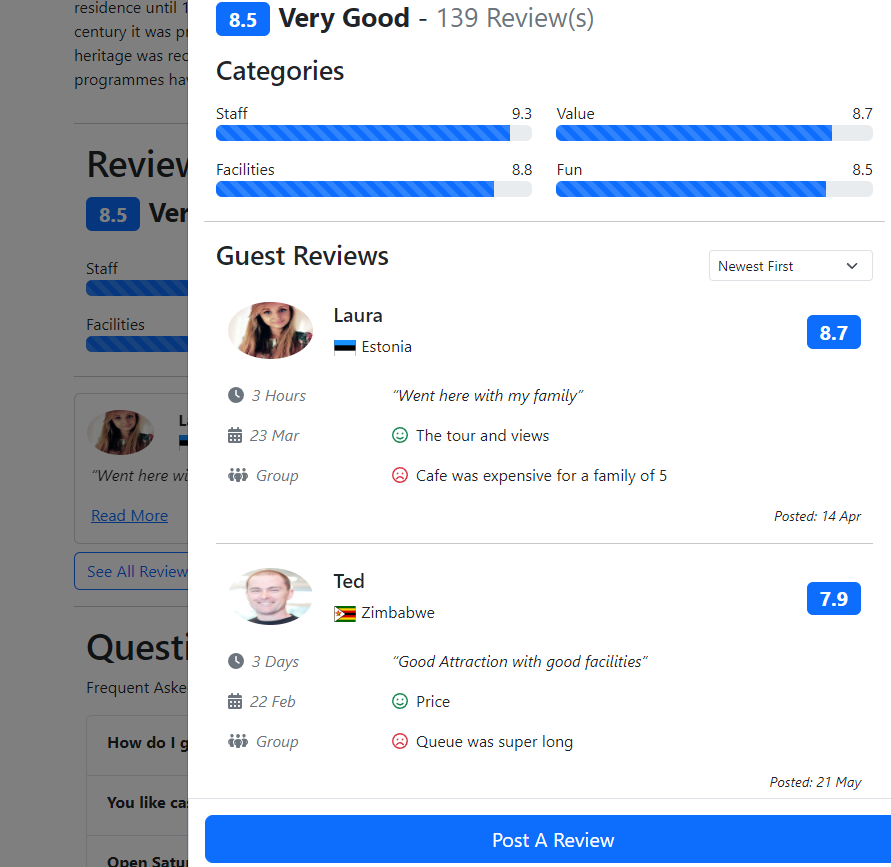 residence until 1
century it was pr
heritage was rec
programmes hav
Review
8.5 Ver
Staff
Facilities
La
“Went here wi
Read More
See All Review
Questi
Frequent Aske
How do I g
You like cas
Open Satur
8.5 Very Good - 139 Review(s)
Categories
Staff 9.3
Value 8.7
Facilities 8.8
Fun 8.5
Guest Reviews
Newest First
Laura
Estonia
8.7
3 Hours
“Went here with my family”
23 Mar
The tour and views
Group
Cafe was expensive for a family of 5
Posted: 14 Apr
Ted
Zimbabwe
7.9
3 Days
“Good Attraction with good facilities”
22 Feb
Price
Group
Queue was super long
Posted: 21 May
Post A Review